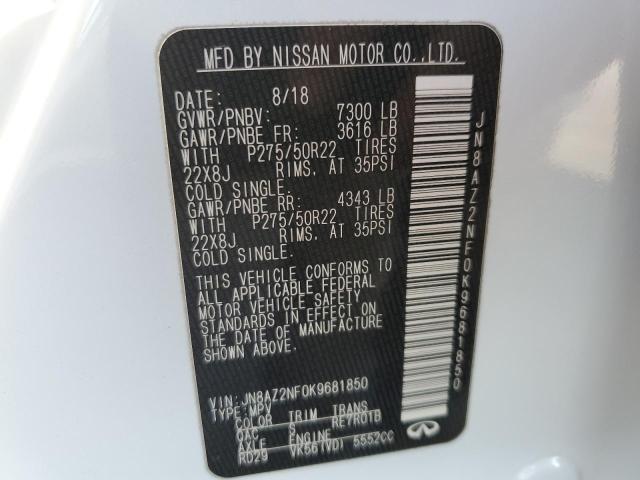 MFD BY NISSAN MOTOR CO.,LTD.
DATE: 8/18
GVWR/PNBV: 7300 LB
GAWR/PNBE FR: 3616 LB
WITH P275/50R22 TIRES
22X8J RIMS, AT 35PSI
COLD SINGLE.
GAWR/PNBE RR: 4343 LB
WITH P275/50R22 TIRES
22X8J RIMS, AT 35PSI
COLD SINGLE.
THIS VEHICLE CONFORMS TO
ALL APPLICABLE FEDERAL
MOTOR VEHICLE SAFETY
STANDARDS IN EFFECT ON
THE DATE OF MANUFACTURE
SHOWN ABOVE.
VIN: JN8AZ2NF0K9681850
TYPE: MPV
COLOR TRIM TRANS
QAC S RE7R01B
AXLE ENGINE
RD29 VK56(VD) 5552CC
JN8AZ2NF0K9681850